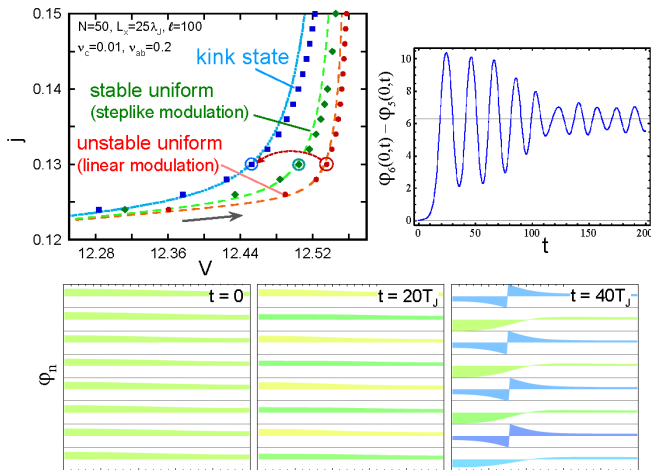 0.15
N=50, Lₓ=25λJ, ℓ=100
νc=0.01, νab=0.2
kink state
0.14
stable uniform
(steplike modulation)
j
unstable uniform
0.13
(linear modulation)
0.12
12.28
12.36
12.44
12.52
V
10
8
6
4
2
0
φ₆(0,t) − φ₅(0,t)
0
50
100
150
200
t
t = 0
t = 20TJ
t = 40TJ
φn